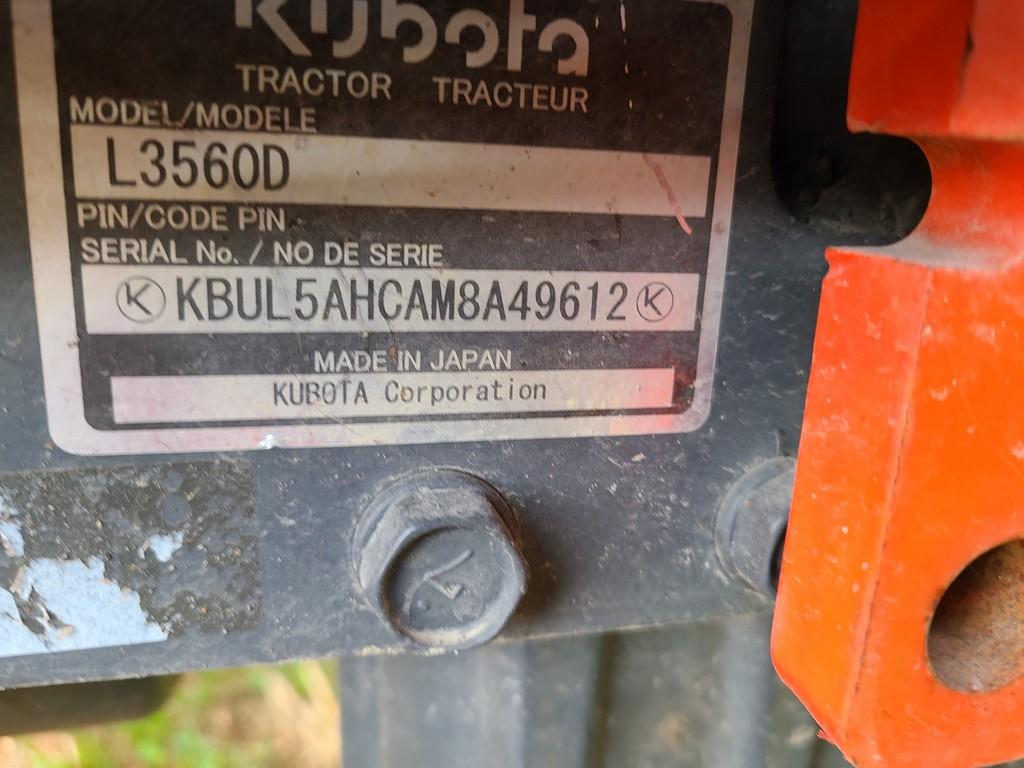 Kubota
TRACTOR TRACTEUR
MODEL/MODELE
L3560D
PIN/CODE PIN
SERIAL No. / NO DE SERIE
Ⓚ KBUL5AHCAM8A49612 Ⓚ
MADE IN JAPAN
KUBOTA Corporation
7